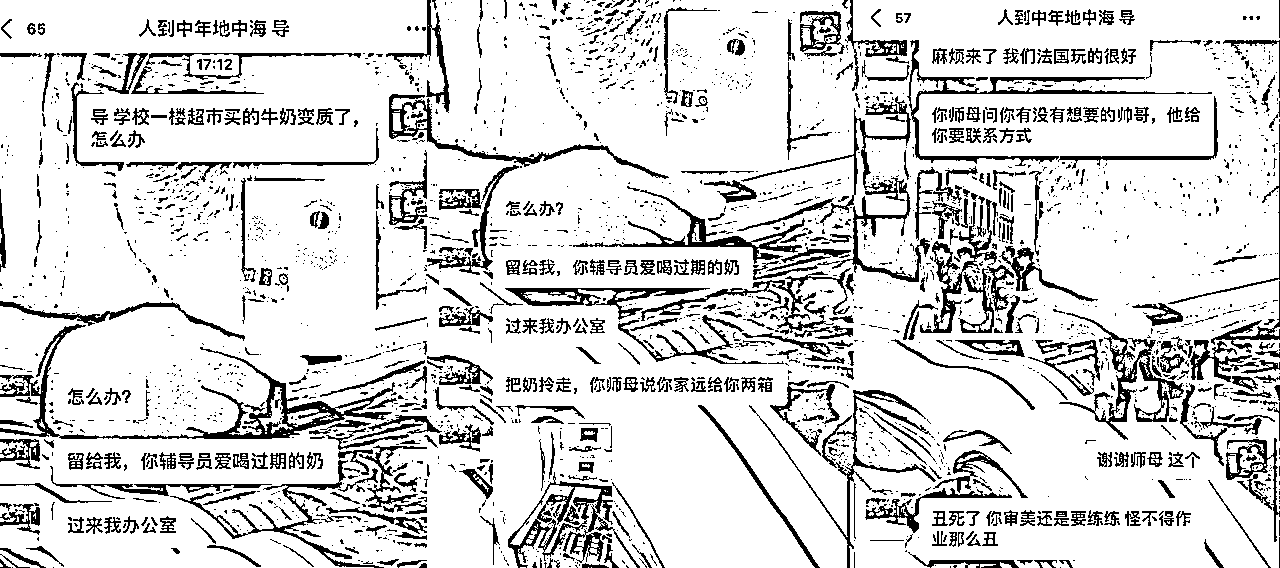 65
人到中年地中海 导
17:12
导 学校一楼超市买的牛奶变质了，
怎么办
怎么办？
留给我，你辅导员爱喝过期的奶
过来我办公室
怎么办？
留给我，你辅导员爱喝过期的奶
过来我办公室
把奶拎走，你师母说你家远给你两箱
57
人到中年地中海 导
麻烦来了 我们法国玩的很好
你师母问你有没有想要的帅哥，他给
你要联系方式
谢谢师母 这个
丑死了 你审美还是要练练 怪不得作
业那么丑